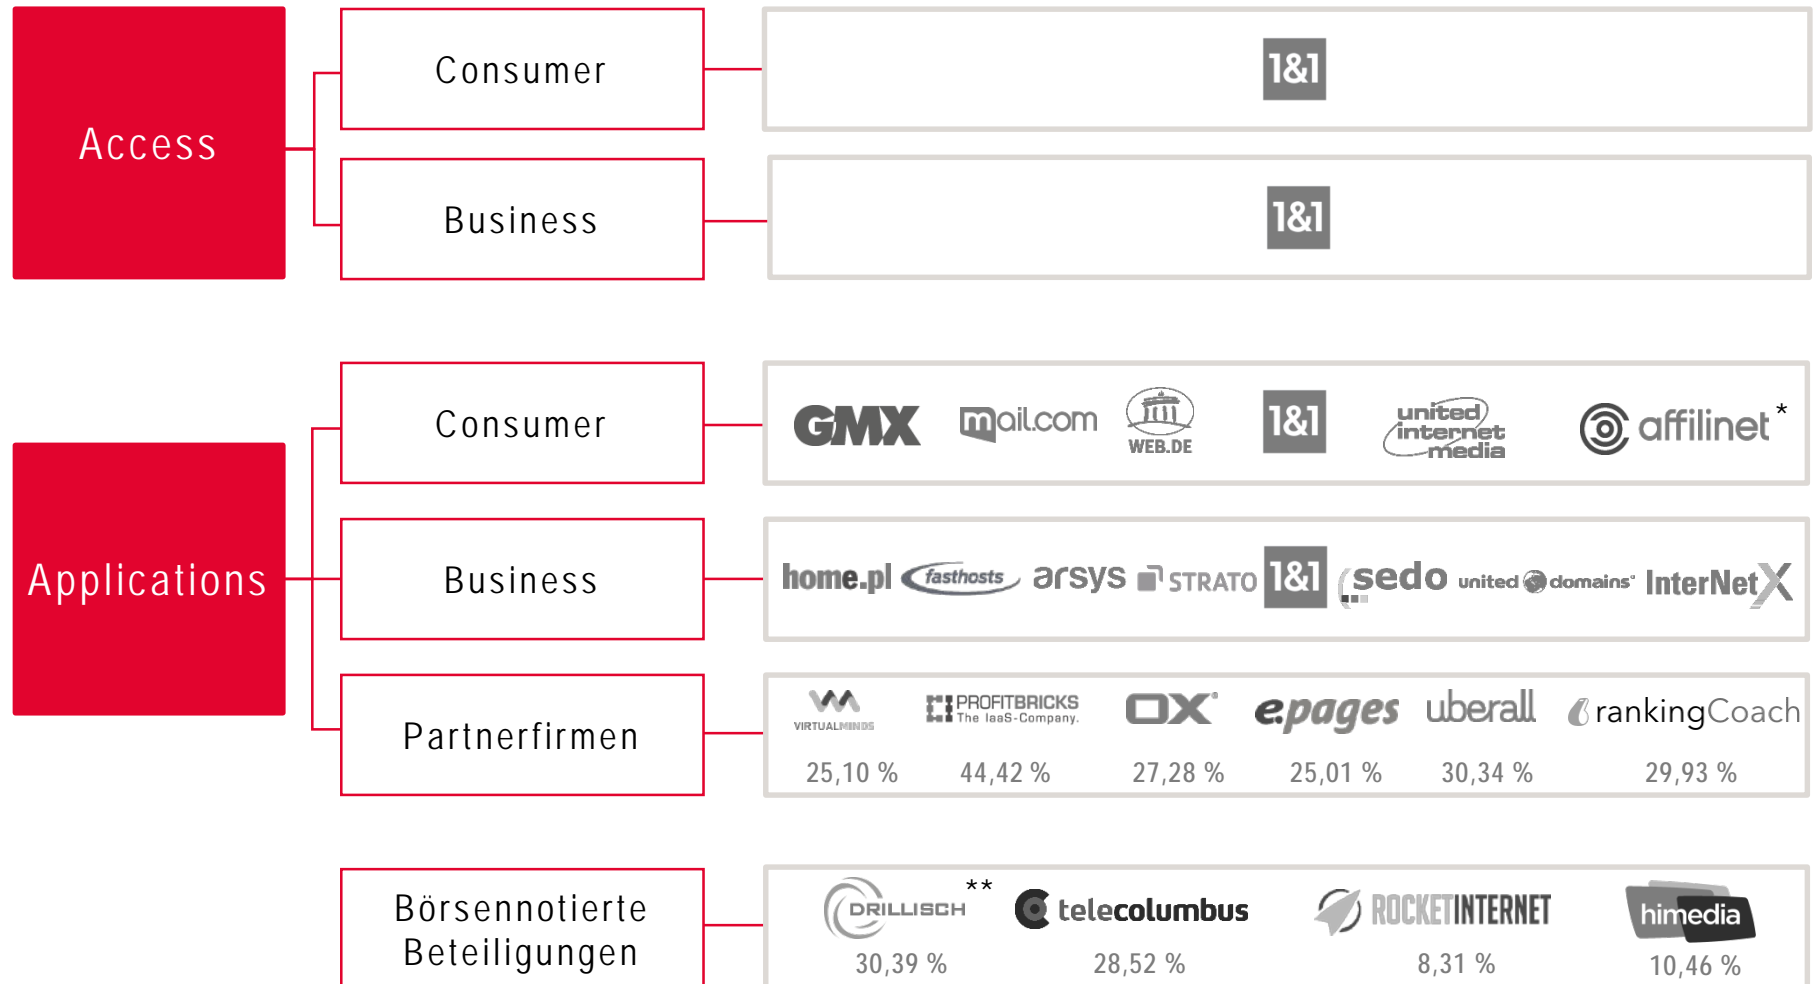 Access
Consumer
1&1
Business
1&1
Applications
Consumer
GMX mail.com WEB.DE 1&1 united internet media affilinet *
Business
home.pl fasthosts arsys STRATO 1&1 sedo united domains InterNetX
Partnerfirmen
VIRTUALMINDS PROFITBRICKS The IaaS-Company. OX® e.pages uberall rankingCoach
25,10 % 44,42 % 27,28 % 25,01 % 30,34 % 29,93 %
Börsennotierte
Beteiligungen
DRILLISCH ** telecolumbus ROCKETINTERNET himedia
30,39 % 28,52 % 8,31 % 10,46 %